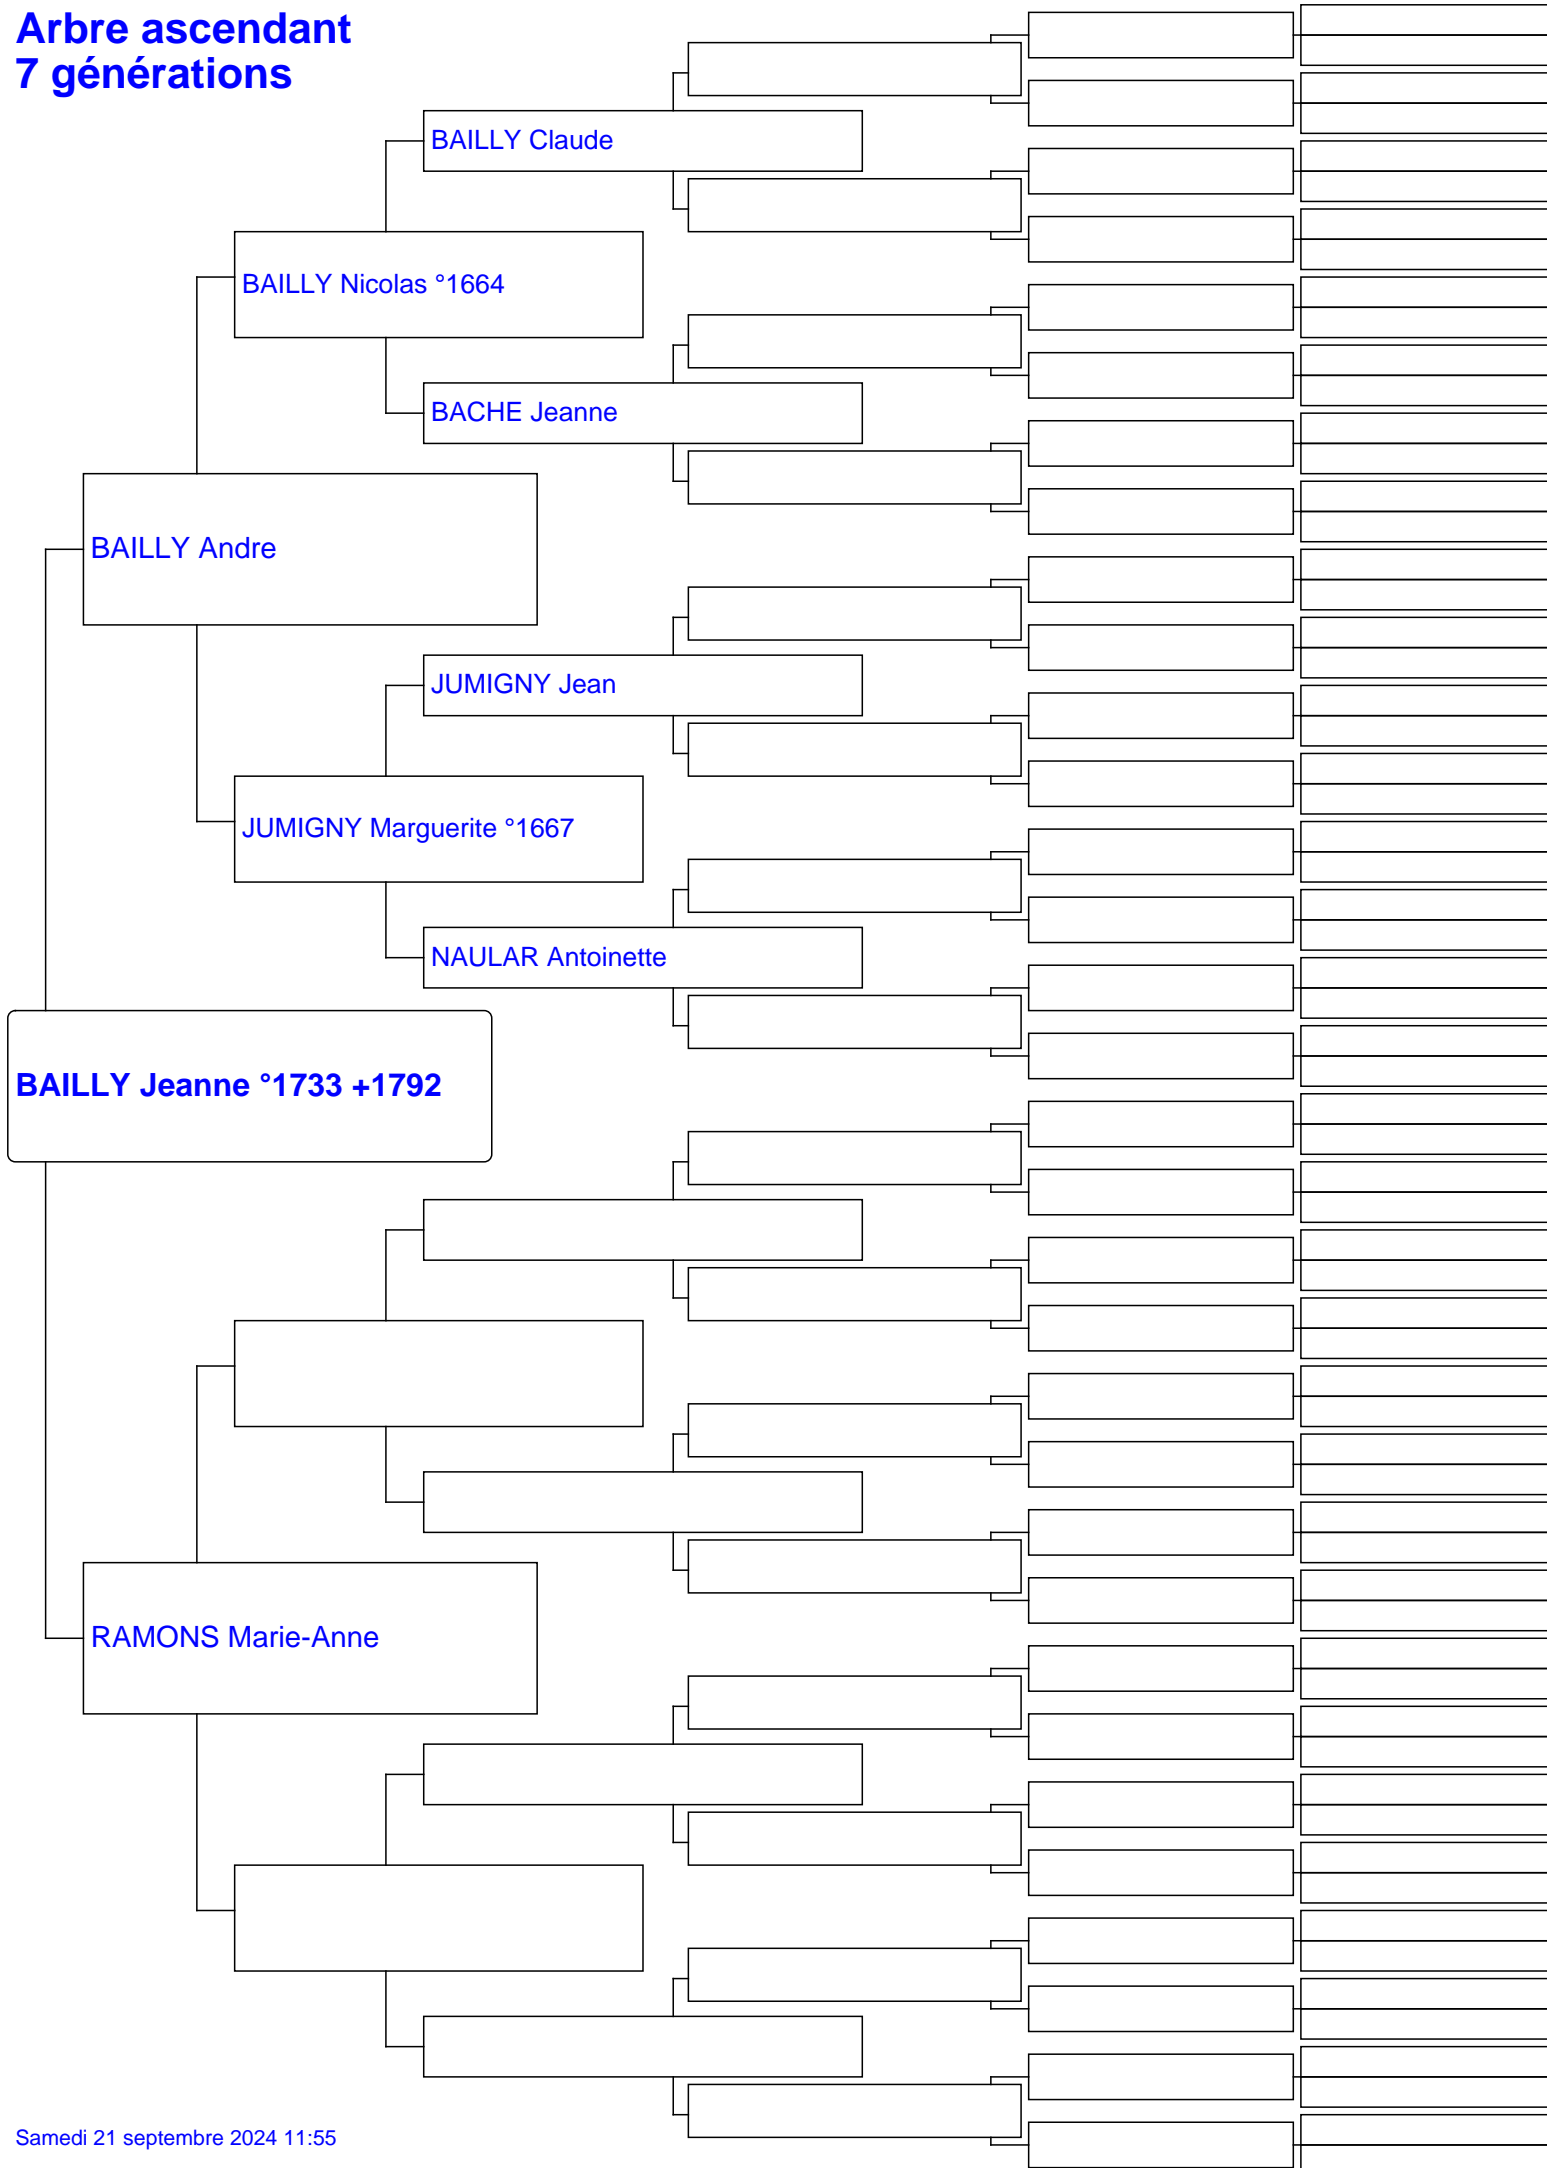 Arbre ascendant
7 générations
BAILLY Claude
BAILLY Nicolas °1664
BACHE Jeanne
BAILLY Andre
JUMIGNY Jean
JUMIGNY Marguerite °1667
NAULAR Antoinette
BAILLY Jeanne °1733 +1792
RAMONS Marie-Anne
Samedi 21 septembre 2024 11:55